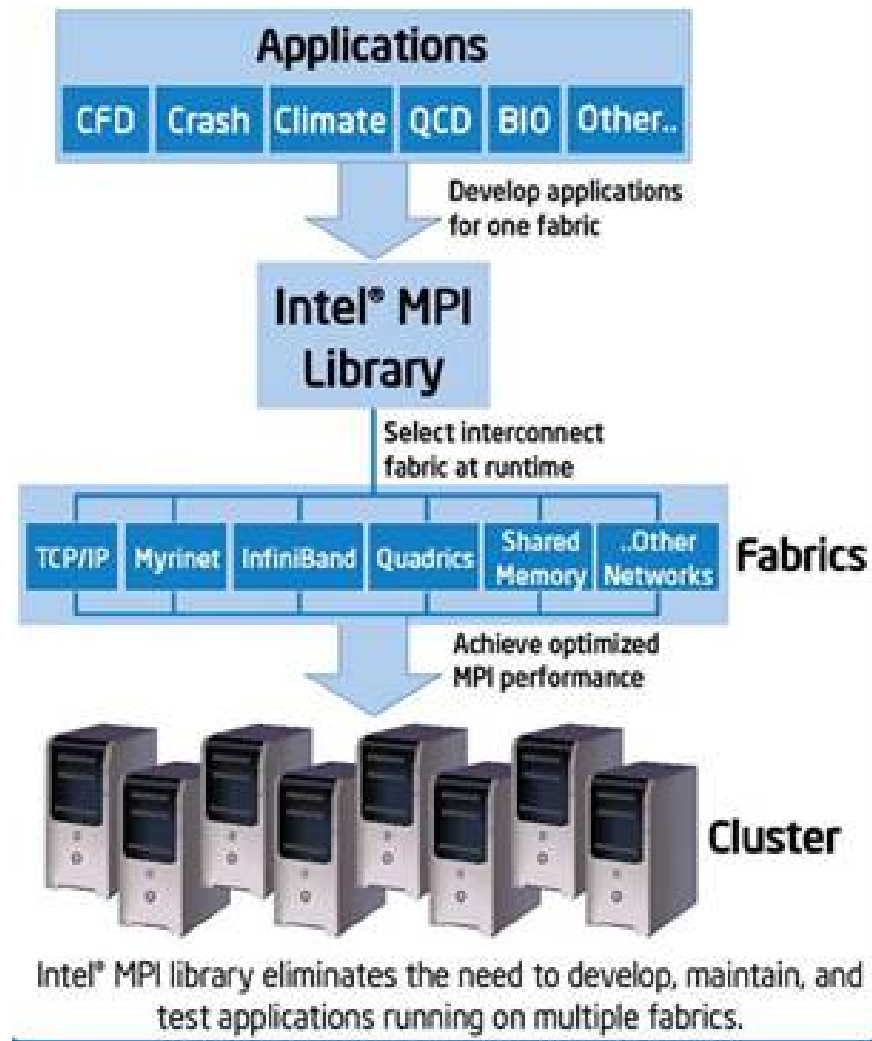 Applications
CFD Crash Climate QCD BIO Other..
Develop applications
for one fabric
Intel® MPI
Library
Select interconnect
fabric at runtime
TCP/IP Myrinet InfiniBand Quadrics Shared Memory ..Other Networks
Fabrics
Achieve optimized
MPI performance
Cluster
Intel® MPI library eliminates the need to develop, maintain, and
test applications running on multiple fabrics.